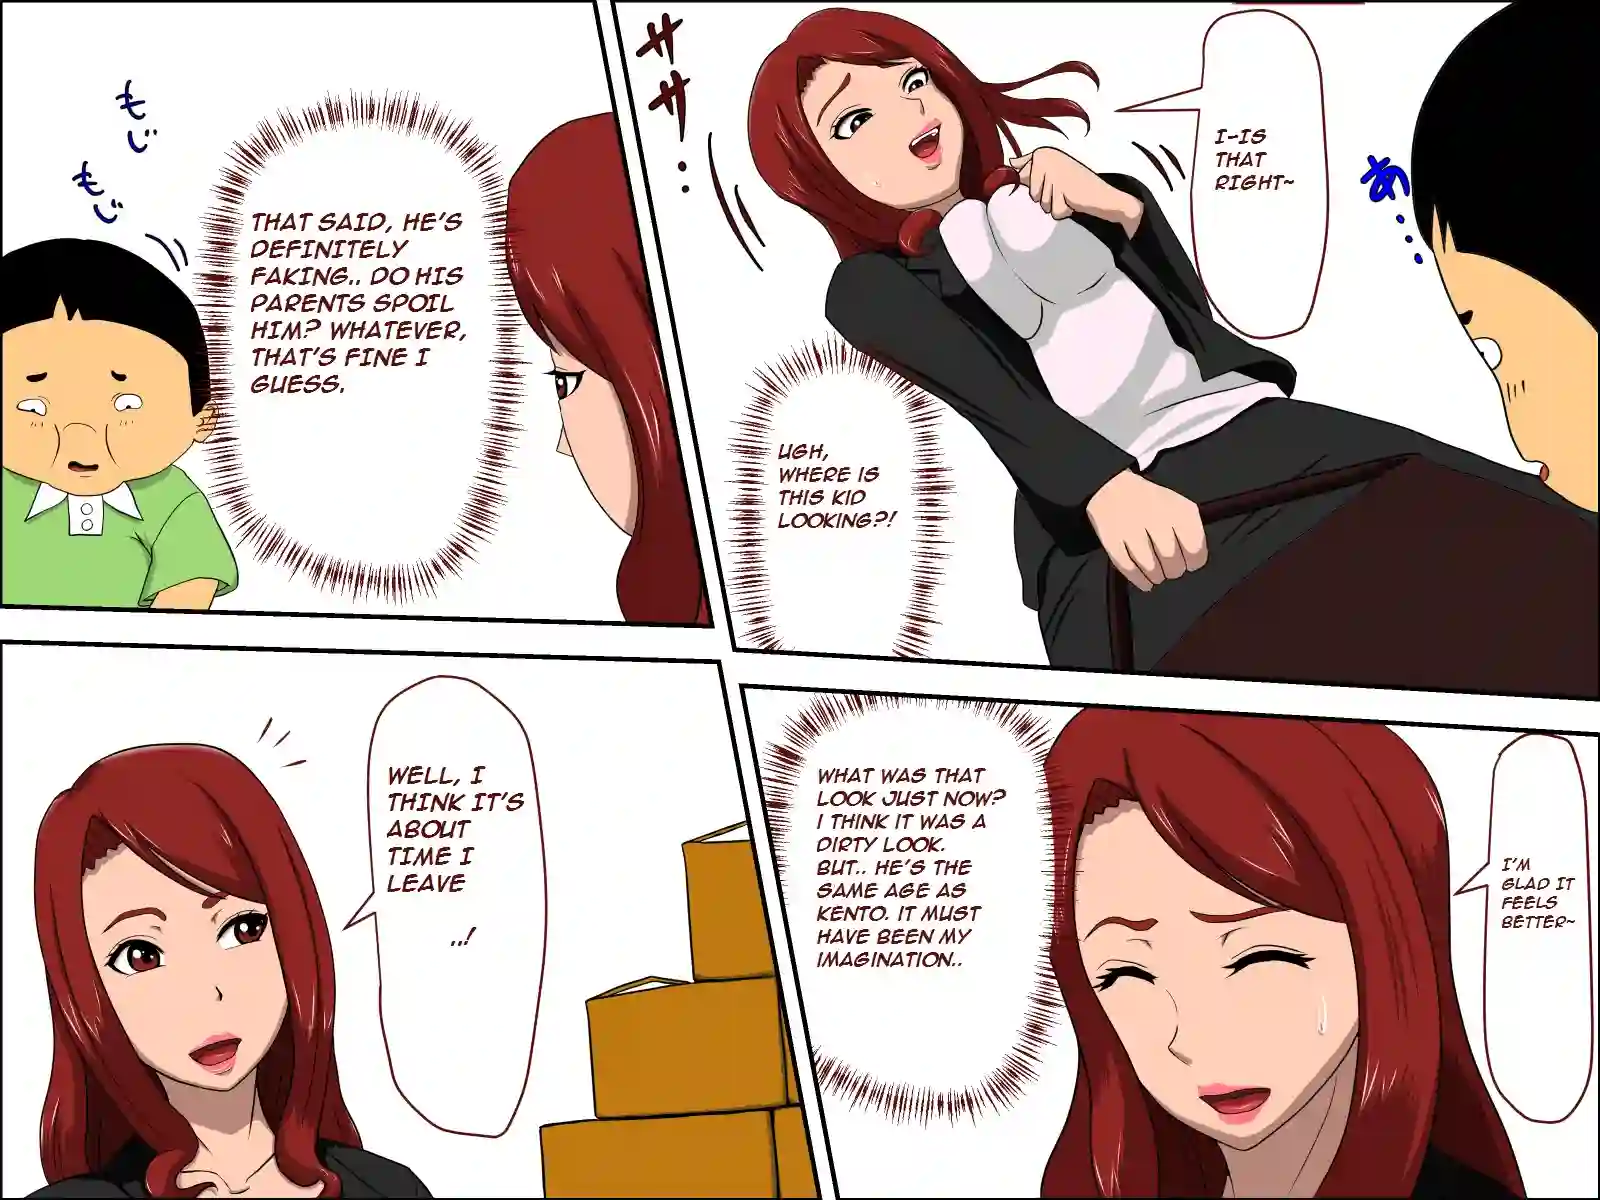 I-IS
THAT
RIGHT~
あ…
ササ‥
UGH,
WHERE IS
THIS KID
LOOKING?!
THAT SAID, HE'S
DEFINITELY
FAKING.. DO HIS
PARENTS SPOIL
HIM? WHATEVER,
THAT'S FINE I
GUESS.
もじ
もじ
I'M
GLAD IT
FEELS
BETTER~
WHAT WAS THAT
LOOK JUST NOW?
I THINK IT WAS A
DIRTY LOOK.
BUT.. HE'S THE
SAME AGE AS
KENTO. IT MUST
HAVE BEEN MY
IMAGINATION..
WELL, I
THINK IT'S
ABOUT
TIME I
LEAVE
..!